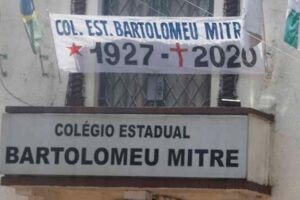 COL. EST. BARTOLOMEU MITR
★ 1927 - ✝ 2020
COLÉGIO ESTADUAL
BARTOLOMEU MITRE